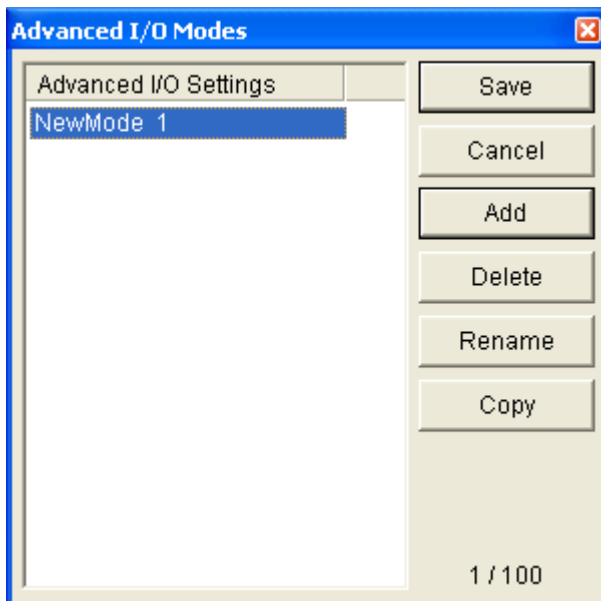 Advanced I/O Modes
Advanced I/O Settings
NewMode 1
Save
Cancel
Add
Delete
Rename
Copy
1 / 100